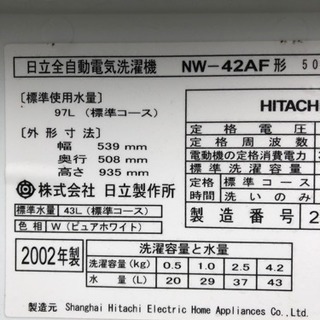 日立全自動電気洗濯機 NW-42AF形 50
[標準使用水量]
97L (標準コース)
[外形寸法]
幅 539 mm
奥行 508 mm
高さ 935 mm
株式会社 日立製作所
標準水量 43L (標準コース)
色相 W (ピュアホワイト)
HITACH
定格電圧
定格周波数
電動機の定格消費電力
標準洗濯容量
定格 標準コース
時間 洗いのみ
製造番号 2
2002年製
洗濯容量と水量
洗濯容量(kg) 0.5 1.0 2.5 4.2
水量 (L) 20 29 37 43
製造元 Shanghai Hitachi Electric Home Appliances Co.,Ltd.